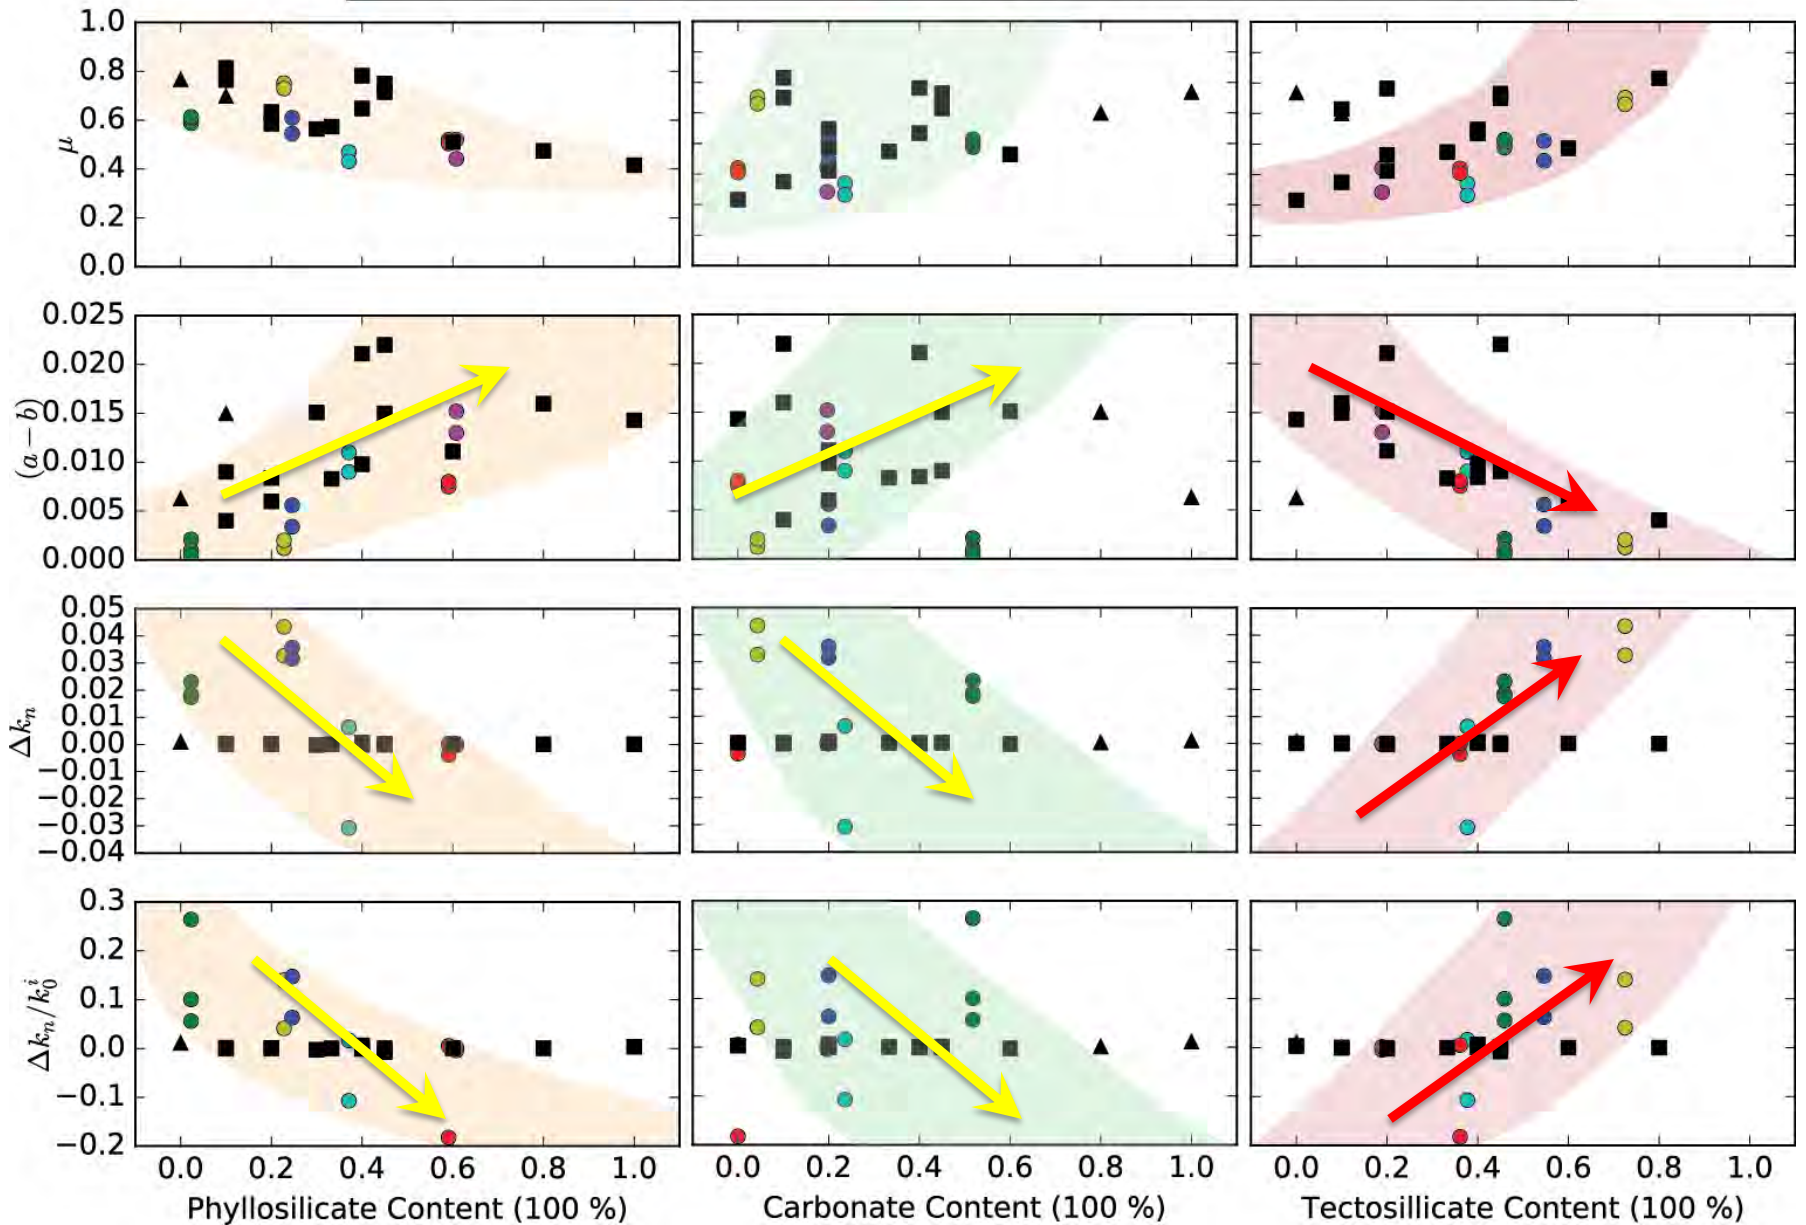 μ
1.0
0.8
0.6
0.4
0.2
0.0
(a−b)
0.025
0.020
0.015
0.010
0.005
0.000
Δk_n
0.05
0.04
0.03
0.02
0.01
0.00
−0.01
−0.02
−0.03
−0.04
Δk_n/k_0^i
0.3
0.2
0.1
0.0
−0.1
−0.2
0.0 0.2 0.4 0.6 0.8 1.0
0.0 0.2 0.4 0.6 0.8 1.0
0.0 0.2 0.4 0.6 0.8 1.0
Phyllosilicate Content (100 %)
Carbonate Content (100 %)
Tectosillicate Content (100 %)